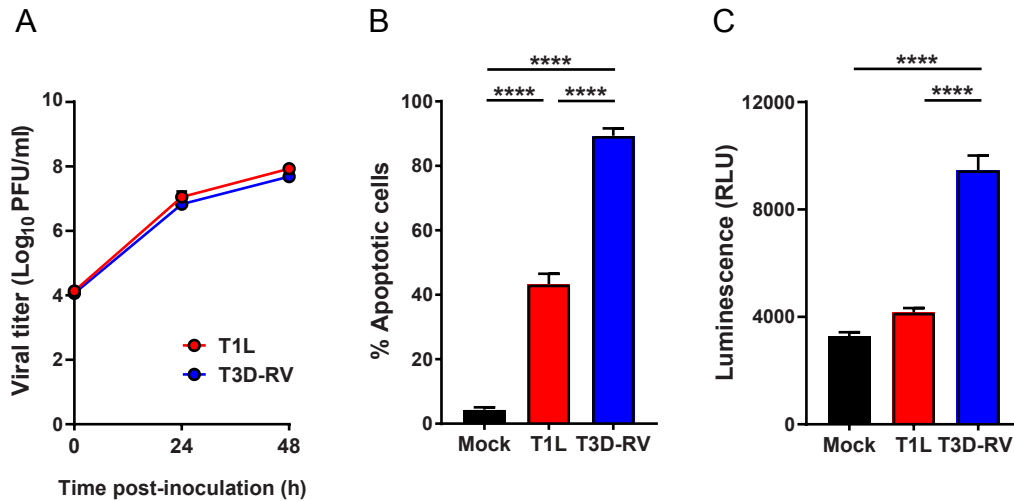 A
Viral titer (Log10 PFU/ml)
10
8
6
4
2
0
0 24 48
Time post-inoculation (h)
T1L
T3D-RV
B
% Apoptotic cells
100
80
60
40
20
0
****
**** ****
Mock T1L T3D-RV
C
Luminescence (RLU)
12000
8000
4000
0
****
****
Mock T1L T3D-RV